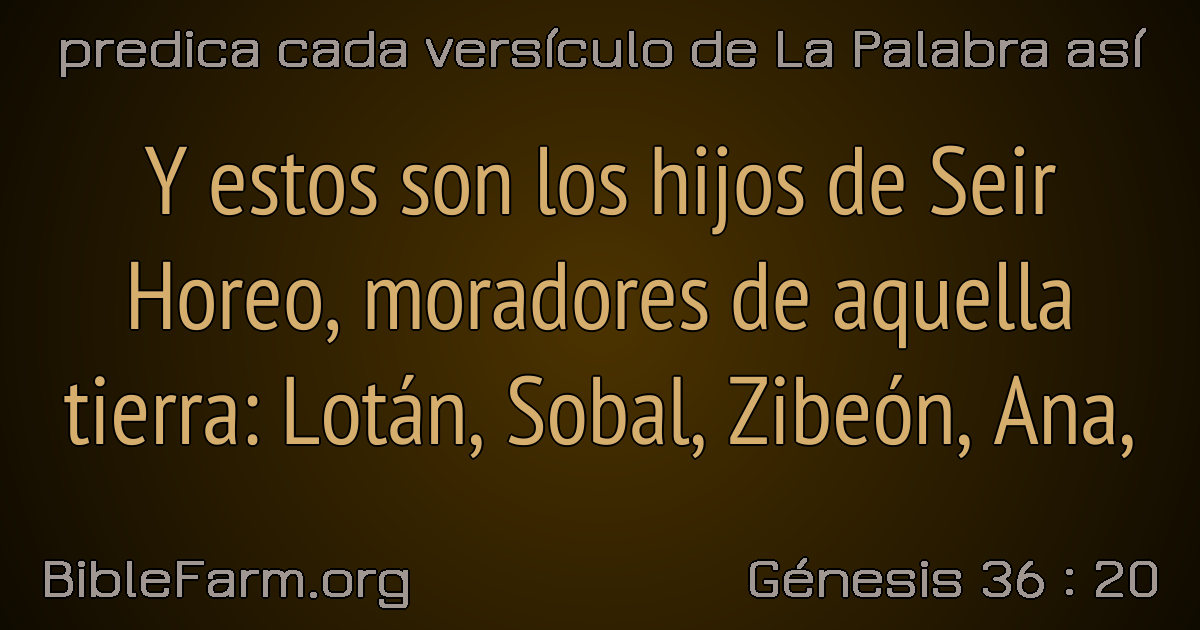 predica cada versículo de La Palabra así
Y estos son los hijos de Seir
Horeo, moradores de aquella
tierra: Lotán, Sobal, Zibeón, Ana,
BibleFarm.org
Génesis 36 : 20